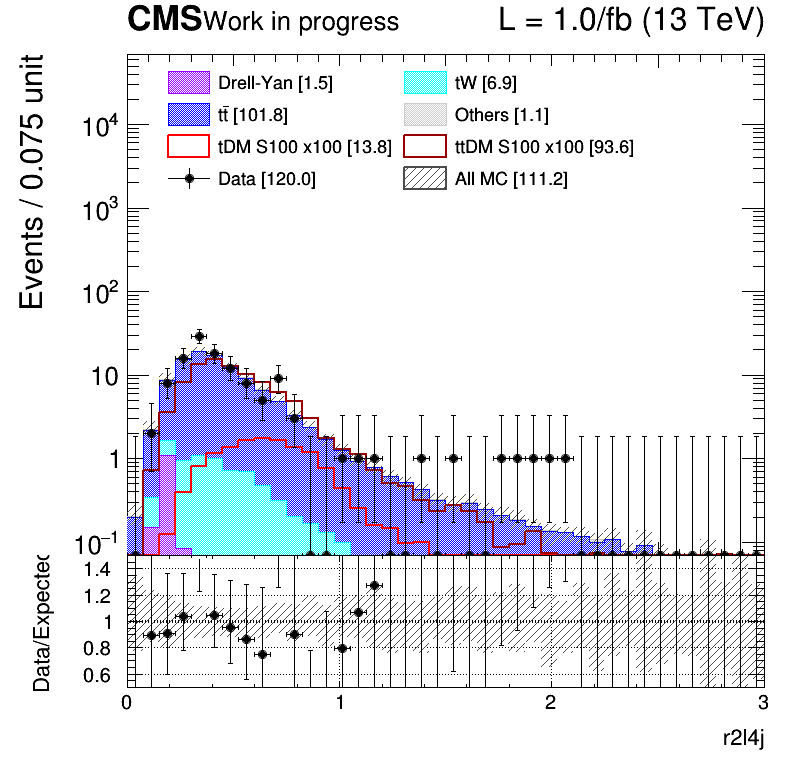 CMS Work in progress L = 1.0/fb (13 TeV)
Events / 0.075 unit
Drell-Yan [1.5] tW [6.9]
tt̄ [101.8] Others [1.1]
tDM S100 x100 [13.8] ttDM S100 x100 [93.6]
Data [120.0] All MC [111.2]
10⁴
10³
10²
10
1
10⁻¹
Data/Expected
1.4
1.2
1
0.8
0.6
0 1 2 3
r2l4j